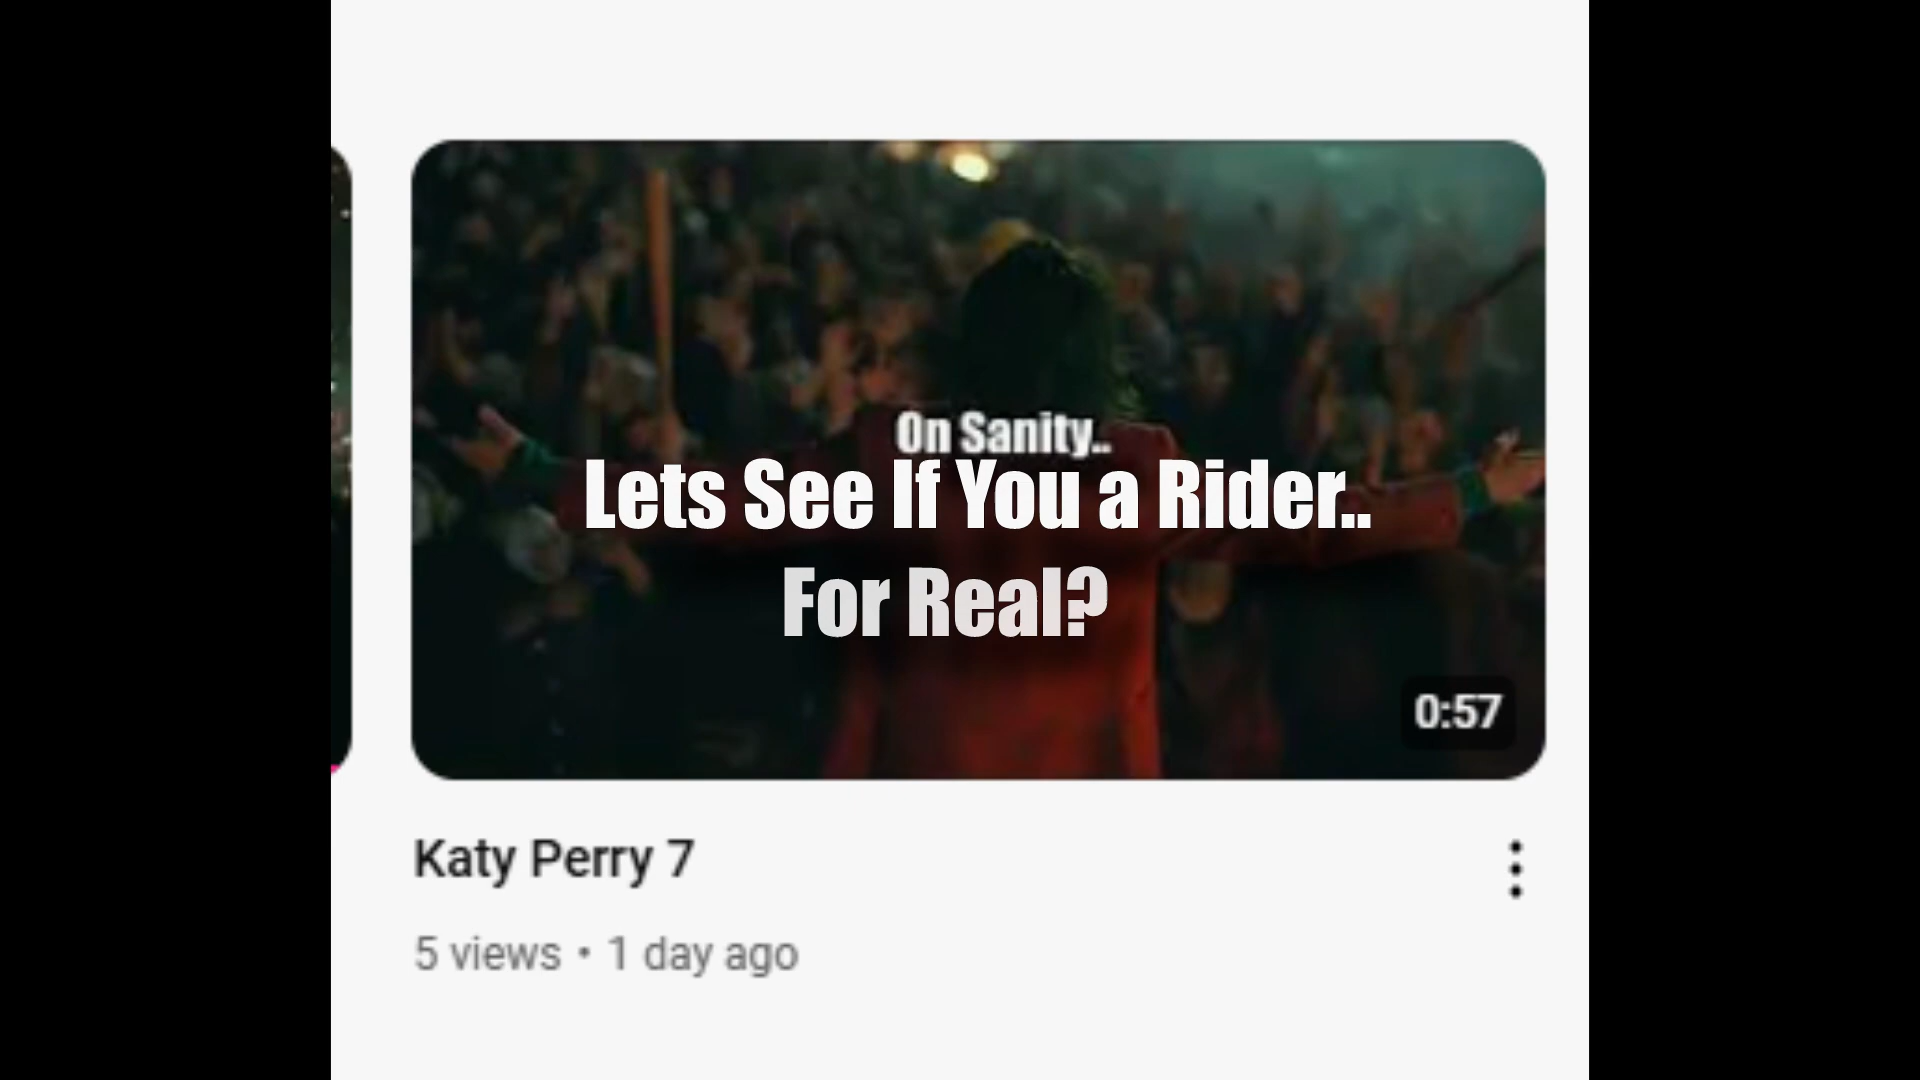 On Sanity..
Lets See If You a Rider..
For Real?
0:57
Katy Perry 7
5 views • 1 day ago